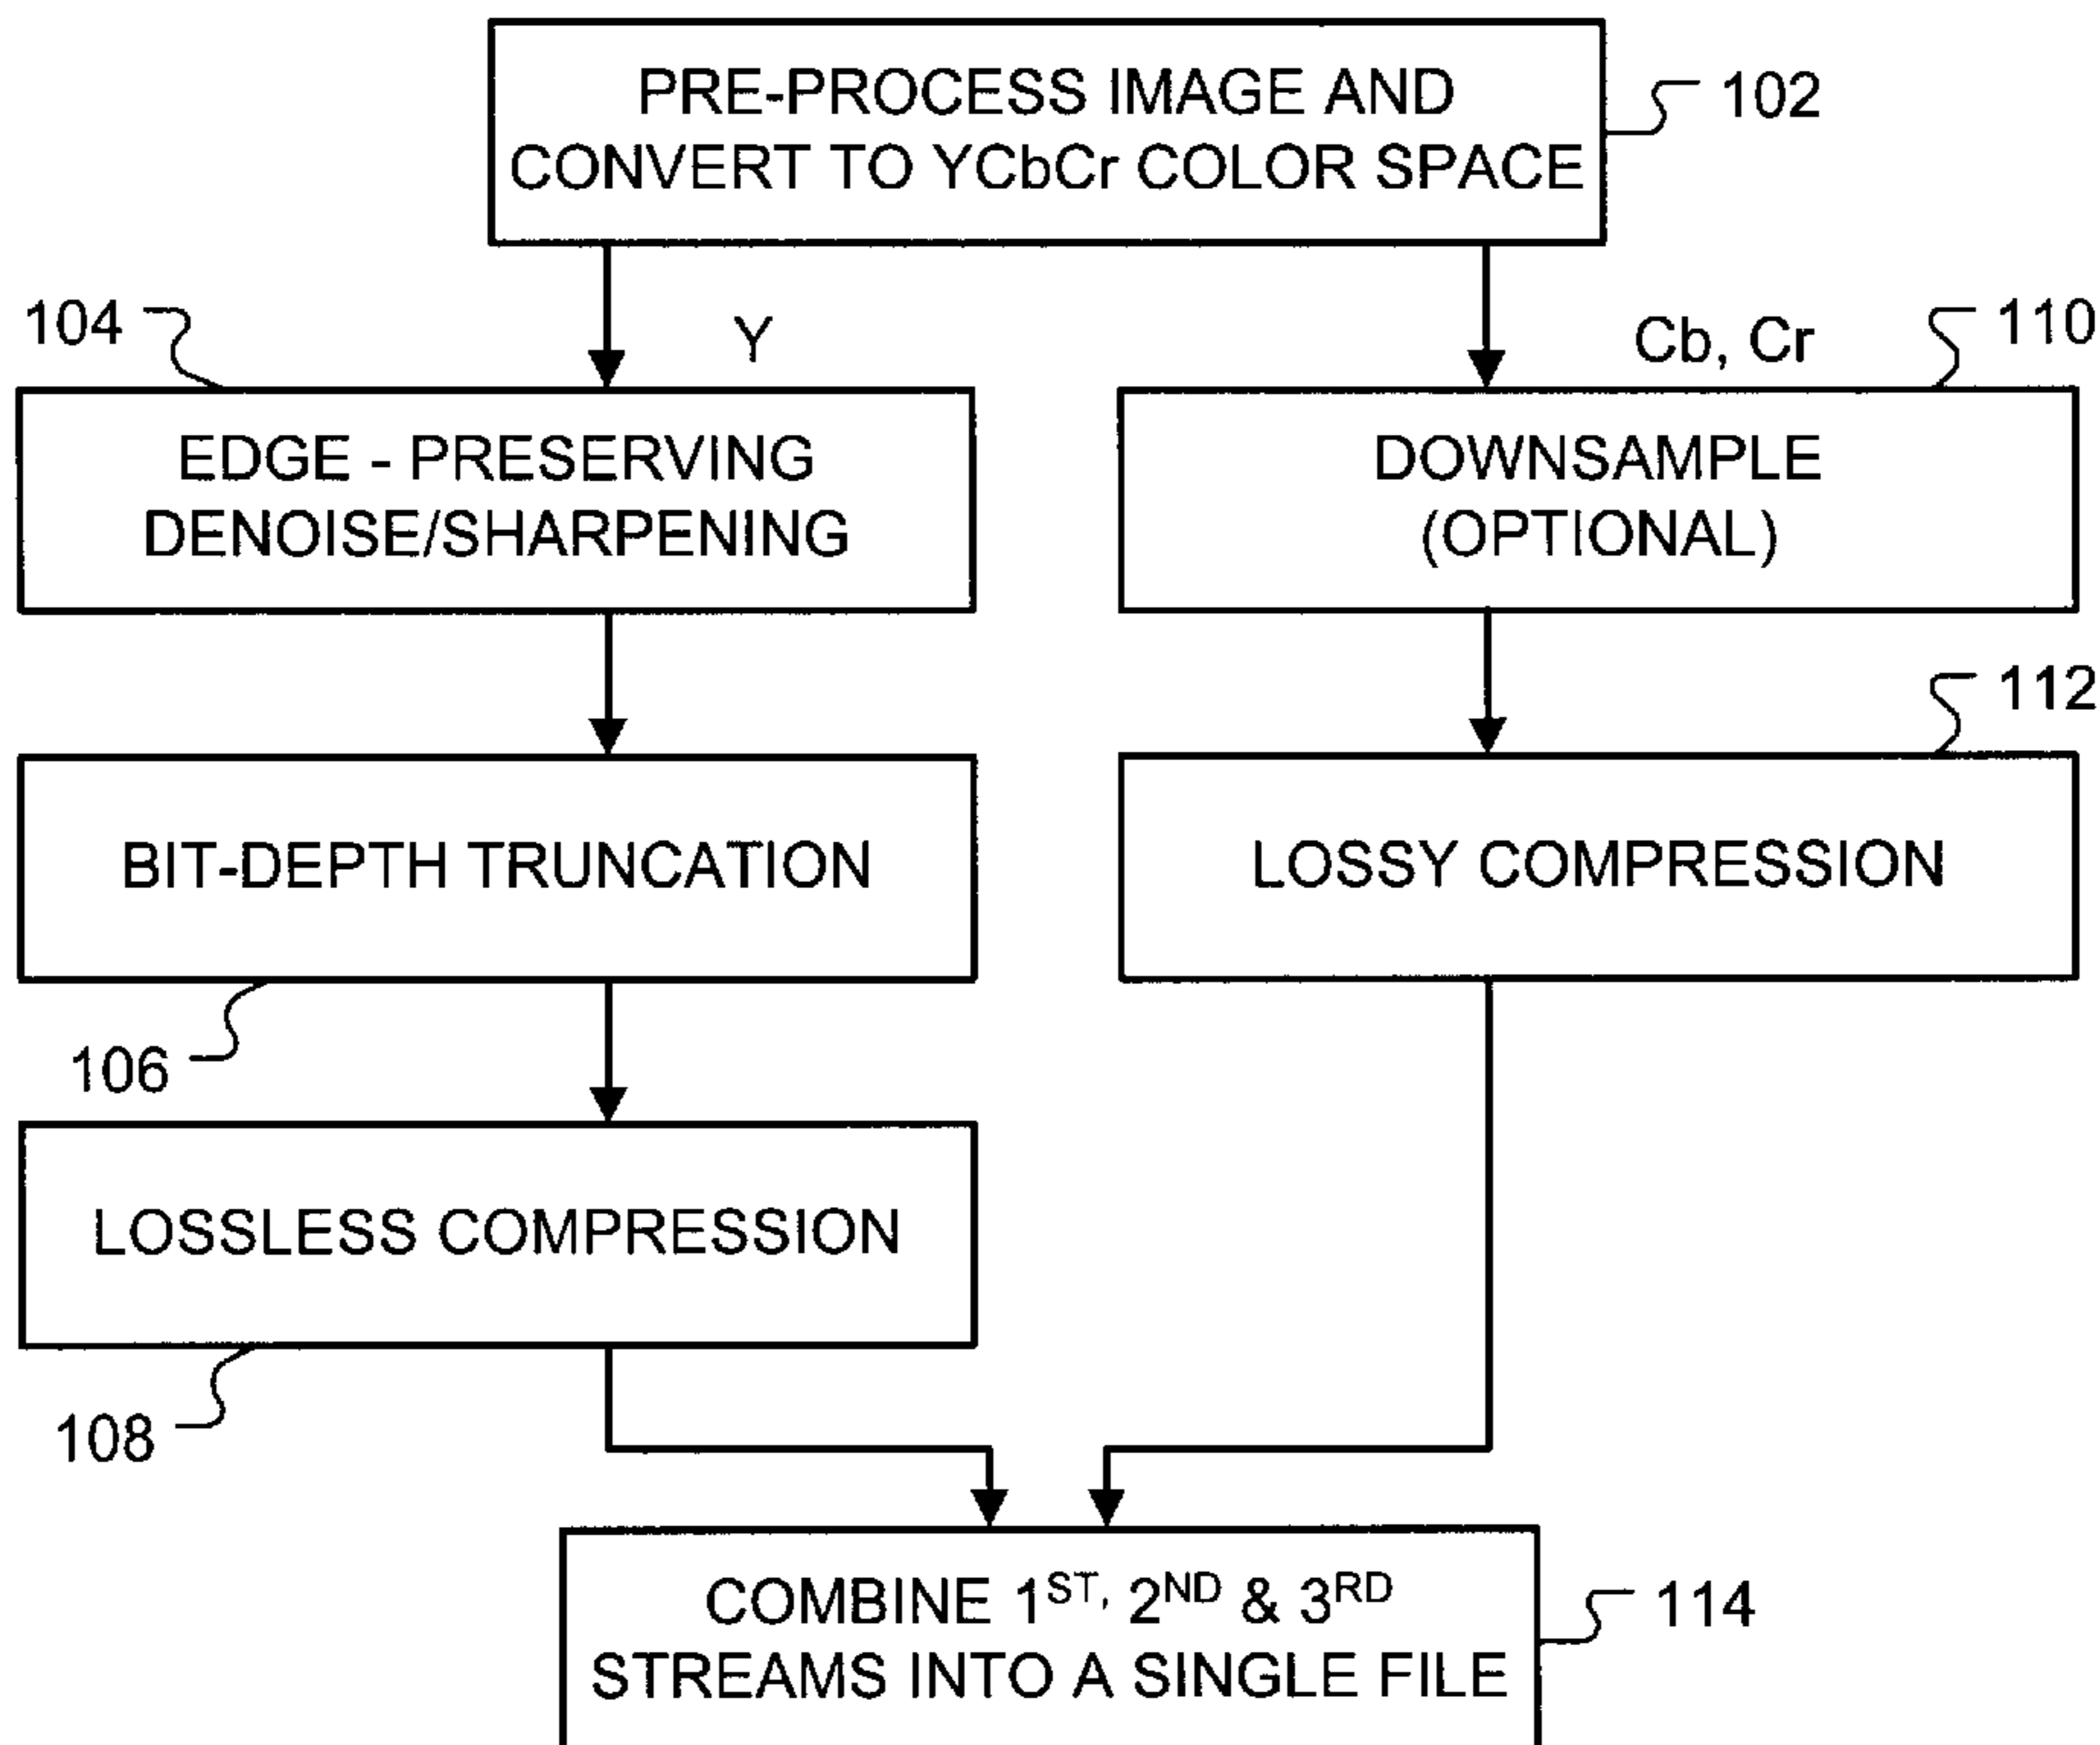 PRE-PROCESS IMAGE AND
CONVERT TO YCbCr COLOR SPACE
102
104
Y
Cb, Cr
110
EDGE - PRESERVING
DENOISE/SHARPENING
DOWNSAMPLE
(OPTIONAL)
112
BIT-DEPTH TRUNCATION
LOSSY COMPRESSION
106
LOSSLESS COMPRESSION
108
COMBINE 1ST, 2ND & 3RD
STREAMS INTO A SINGLE FILE
114